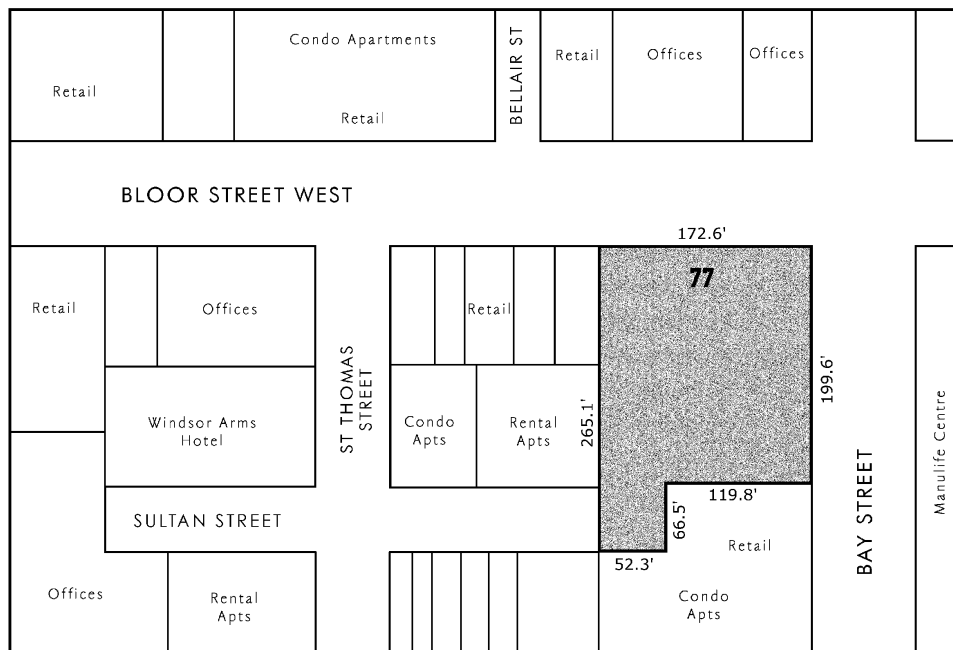 Condo Apartments
Retail
Retail
BELLAIR ST
Retail
Offices
Offices
BLOOR STREET WEST
172.6'
77
Retail
Offices
Retail
ST THOMAS
STREET
Windsor Arms
Hotel
Condo
Apts
Rental
Apts
265.1'
199.6'
Manulife Centre
119.8'
66.5'
52.3'
SULTAN STREET
BAY STREET
Retail
Offices
Rental
Apts
Condo
Apts